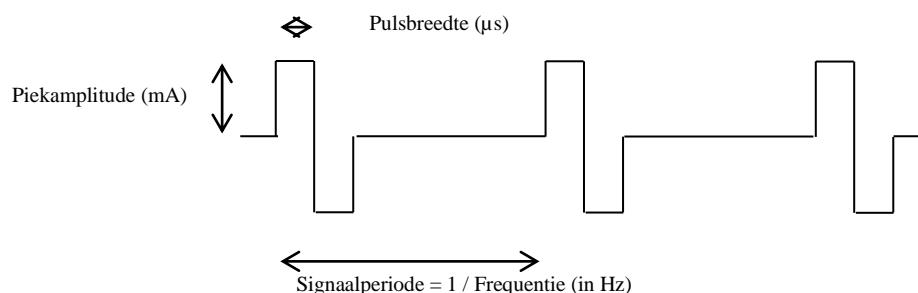 Pulsbreedte (µs)
Piekamplitude (mA)
Signaalperiode = 1 / Frequentie (in Hz)